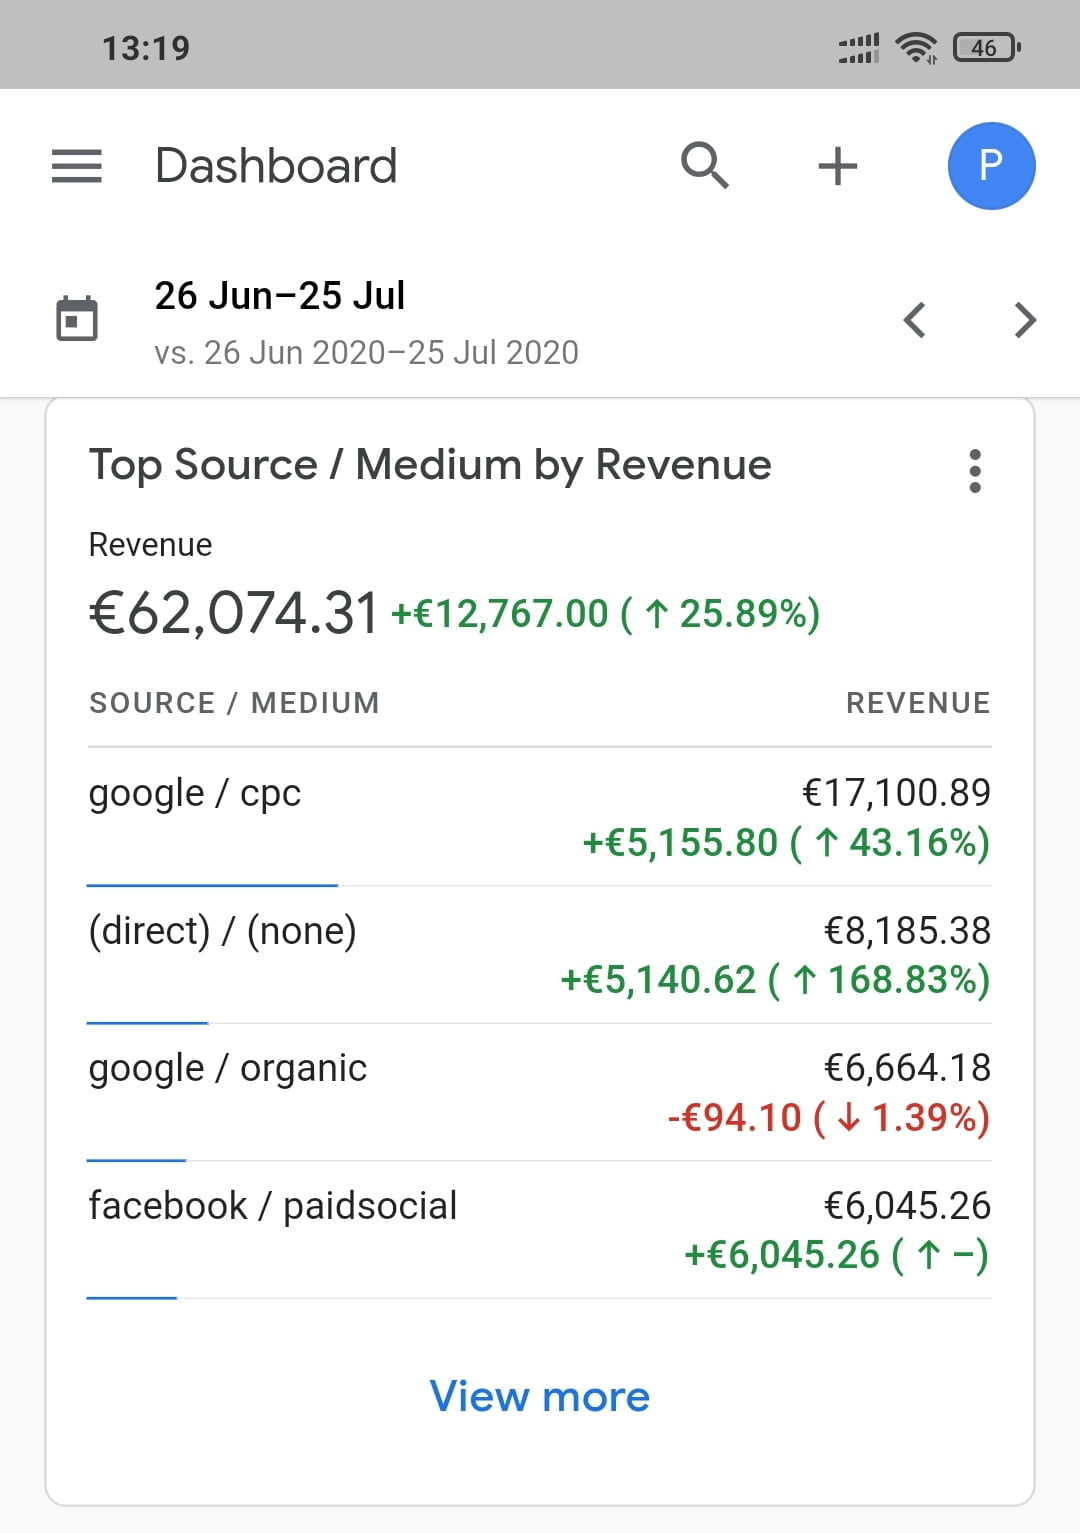 13:19
46
Dashboard
P
26 Jun–25 Jul
vs. 26 Jun 2020–25 Jul 2020
Top Source / Medium by Revenue
Revenue
€62,074.31 +€12,767.00 ( ↑ 25.89%)
SOURCE / MEDIUM REVENUE
google / cpc €17,100.89
+€5,155.80 ( ↑ 43.16%)
(direct) / (none) €8,185.38
+€5,140.62 ( ↑ 168.83%)
google / organic €6,664.18
-€94.10 ( ↓ 1.39%)
facebook / paidsocial €6,045.26
+€6,045.26 ( ↑ –)
View more